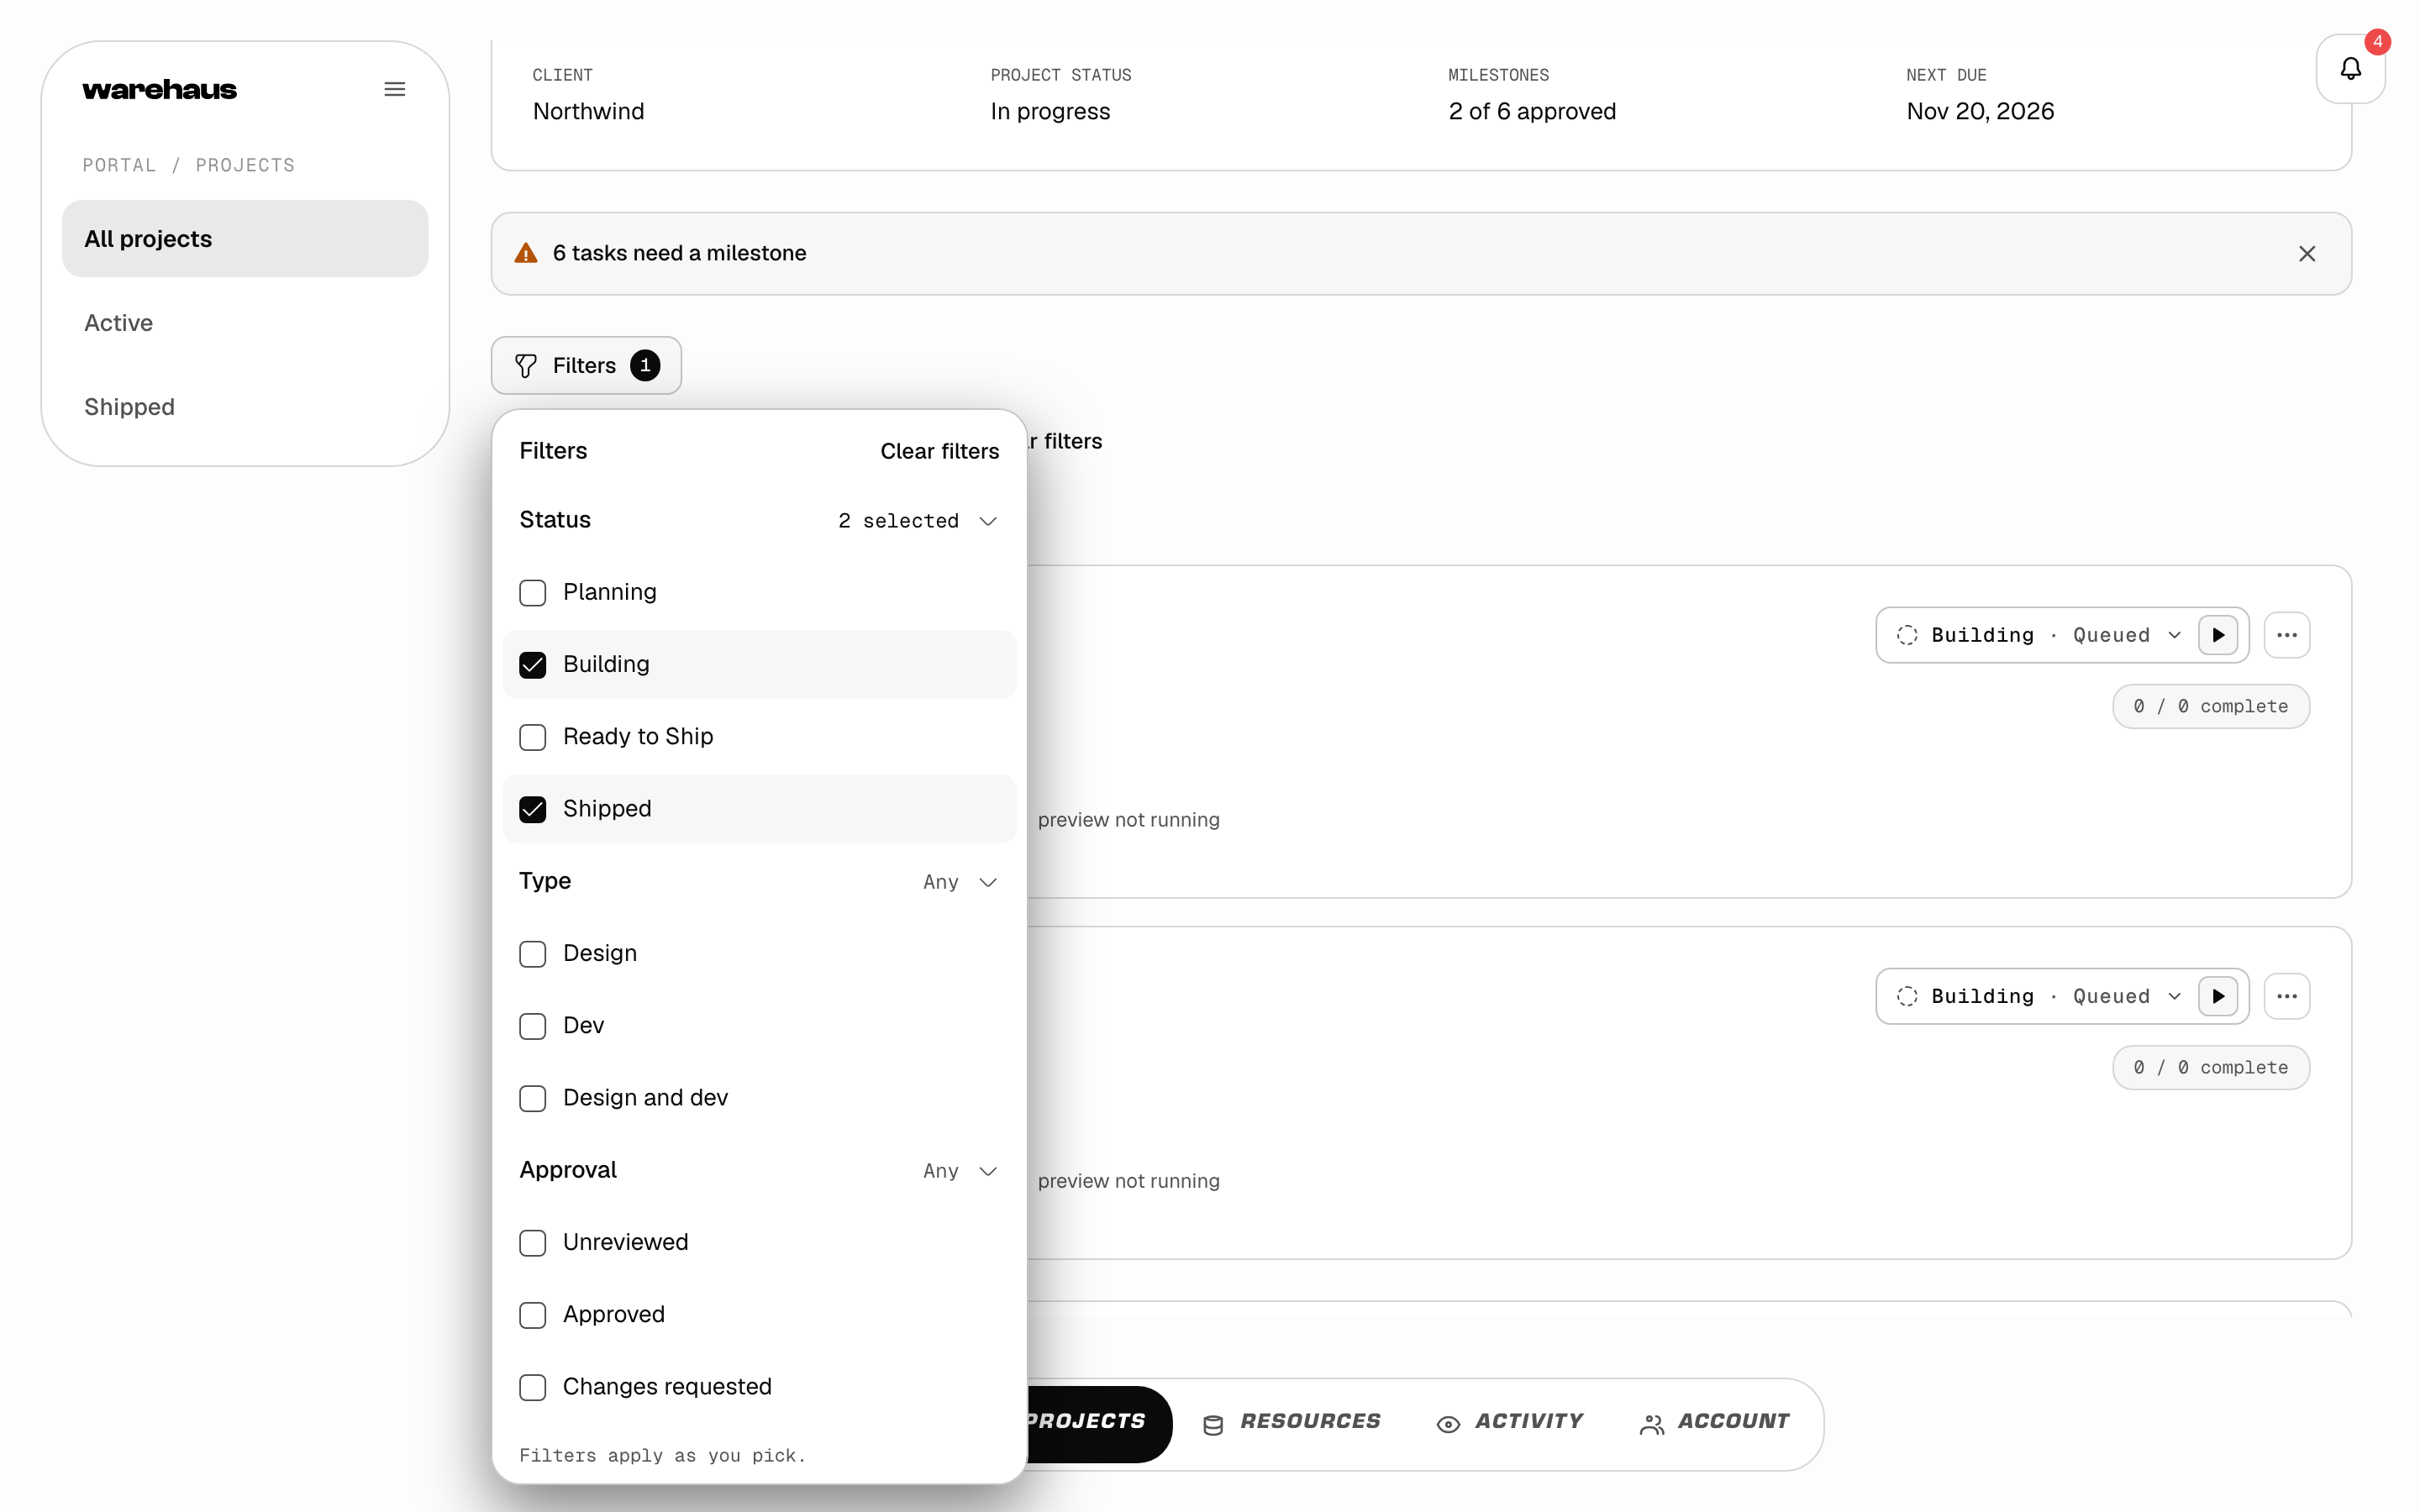 warehaus
PORTAL / PROJECTS
All projects
Active
Shipped
CLIENT
Northwind
PROJECT STATUS
In progress
MILESTONES
2 of 6 approved
NEXT DUE
Nov 20, 2026
4
6 tasks need a milestone
Filters 1
filters
Filters Clear filters
Status 2 selected
Planning
Building
Ready to Ship
Shipped
Type Any
Design
Dev
Design and dev
Approval Any
Unreviewed
Approved
Changes requested
Filters apply as you pick.
Building · Queued
0 / 0 complete
preview not running
Building · Queued
0 / 0 complete
preview not running
PROJECTS
RESOURCES
ACTIVITY
ACCOUNT